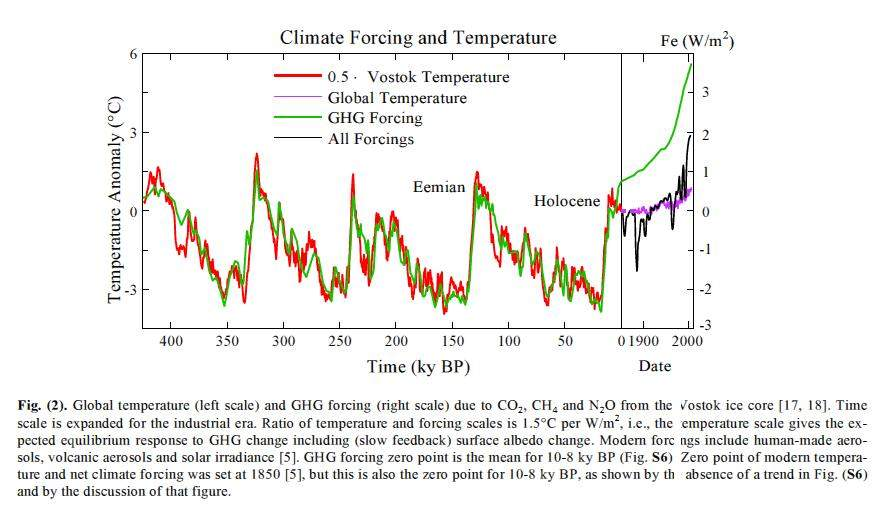 Climate Forcing and Temperature
Fe (W/m²)
6
3
0
-3
Temperature Anomaly (°C)
0.5 · Vostok Temperature
Global Temperature
GHG Forcing
All Forcings
Eemian
Holocene
3
2
1
0
-1
-2
-3
400 350 300 250 200 150 100 50 0 1900 2000
Time (ky BP) Date
Fig. (2). Global temperature (left scale) and GHG forcing (right scale) due to CO₂, CH₄ and N₂O from the Vostok ice core [17, 18]. Time
scale is expanded for the industrial era. Ratio of temperature and forcing scales is 1.5°C per W/m², i.e., the temperature scale gives the ex-
pected equilibrium response to GHG change including (slow feedback) surface albedo change. Modern forc ngs include human-made aero-
sols, volcanic aerosols and solar irradiance [5]. GHG forcing zero point is the mean for 10-8 ky BP (Fig. S6) Zero point of modern tempera-
ture and net climate forcing was set at 1850 [5], but this is also the zero point for 10-8 ky BP, as shown by th absence of a trend in Fig. (S6)
and by the discussion of that figure.